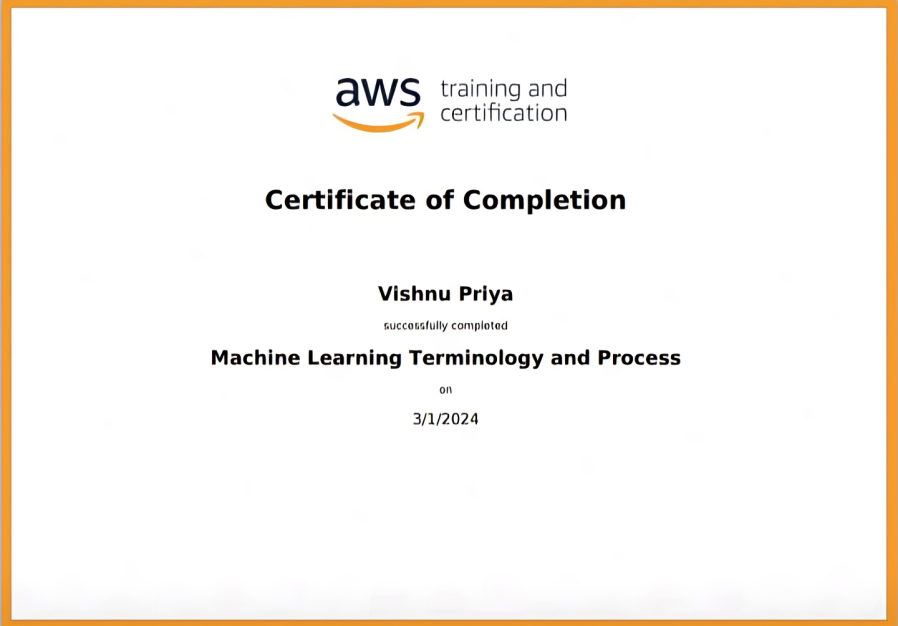 aws training and
certification
Certificate of Completion
Vishnu Priya
successfully completed
Machine Learning Terminology and Process
on
3/1/2024